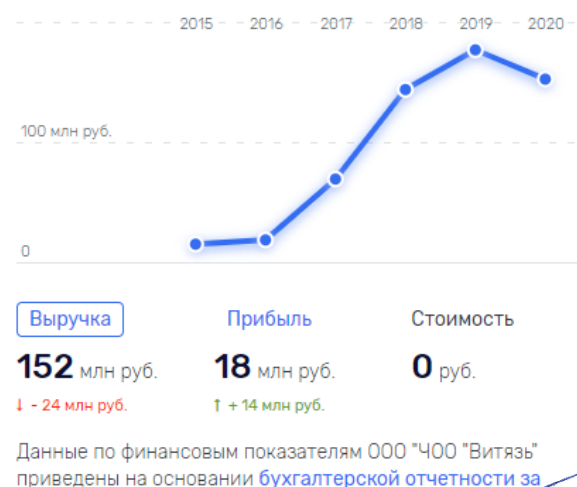 2015 2016 2017 2018 2019 2020
100 млн руб.
0
Выручка Прибыль Стоимость
152 млн руб. 18 млн руб. 0 руб.
↓ - 24 млн руб. ↑ + 14 млн руб.
Данные по финансовым показателям ООО "ЧОО "Витязь"
приведены на основании бухгалтерской отчетности за